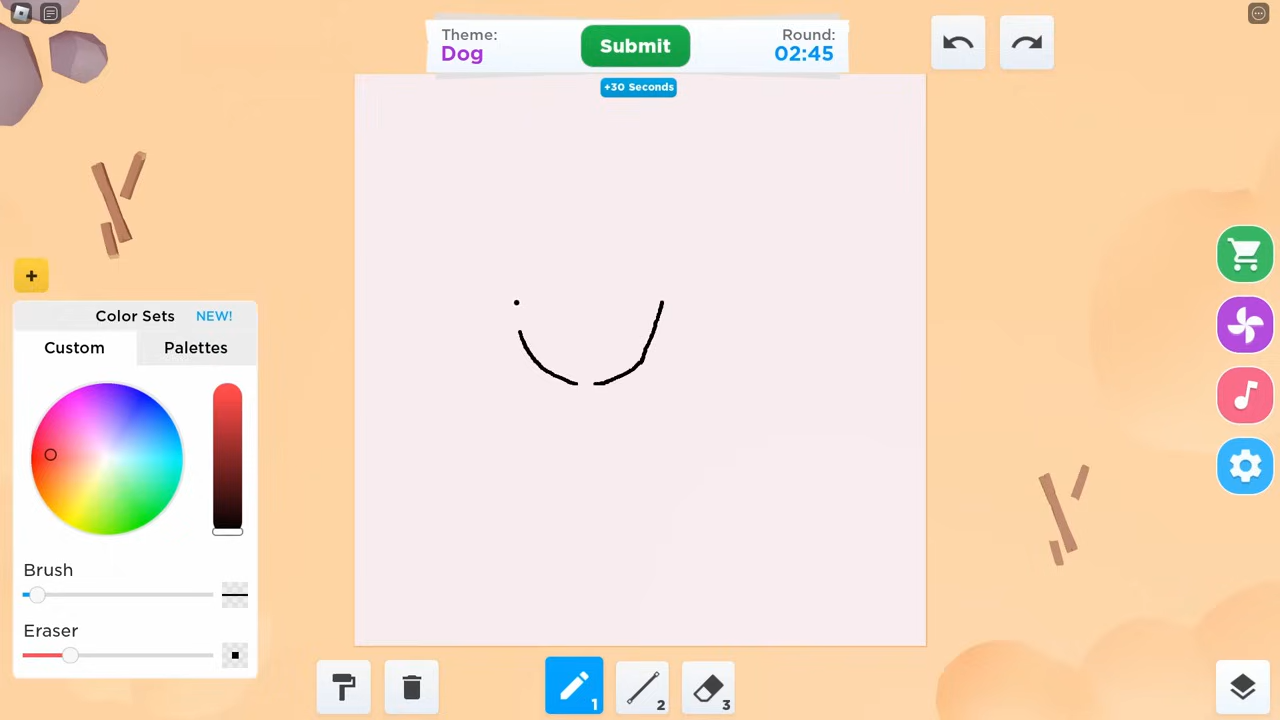 Theme:
Dog
Submit
Round:
02:45
+30 Seconds
+
Color Sets NEW!
Custom Palettes
Brush
Eraser
1
2
3